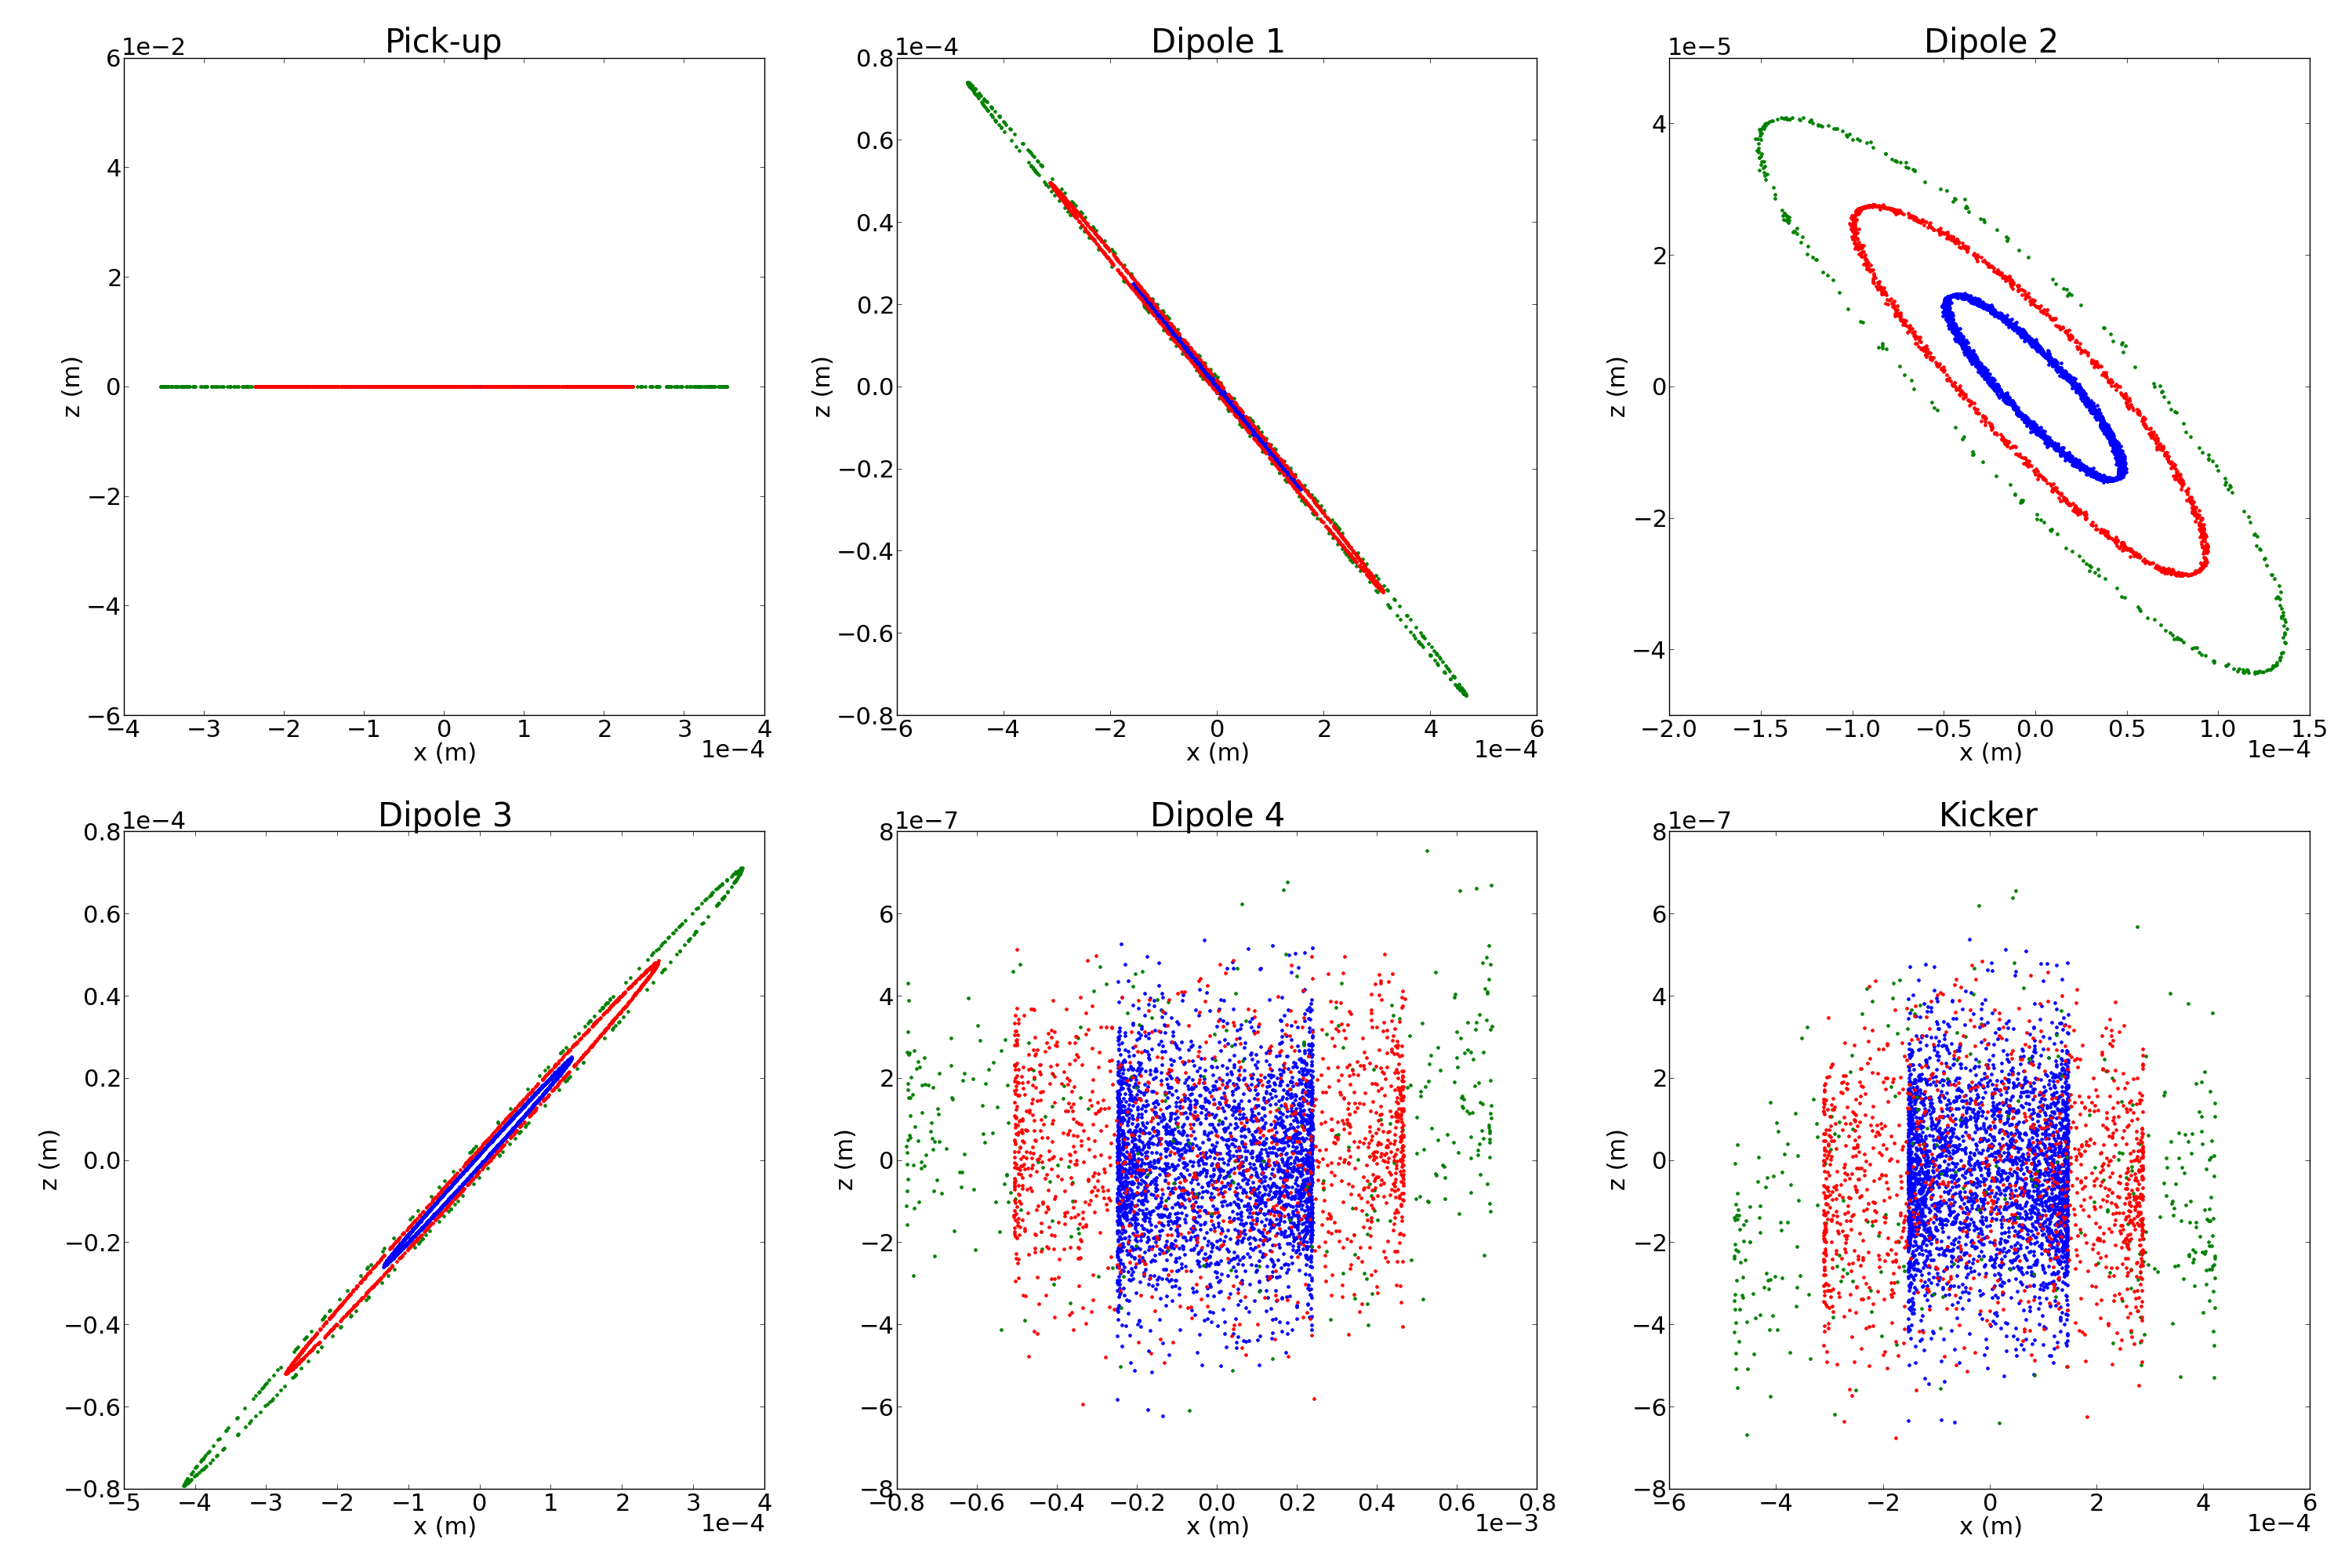 Pick-up
1e−2
6
4
2
0
−2
−4
−6
z (m)
−4 −3 −2 −1 0 1 2 3 4
x (m)
1e−4
Dipole 1
1e−4
0.8
0.6
0.4
0.2
0.0
−0.2
−0.4
−0.6
−0.8
z (m)
−6 −4 −2 0 2 4 6
x (m)
1e−4
Dipole 2
1e−5
4
2
0
−2
−4
z (m)
−2.0 −1.5 −1.0 −0.5 0.0 0.5 1.0 1.5
x (m)
1e−4
Dipole 3
1e−4
0.8
0.6
0.4
0.2
0.0
−0.2
−0.4
−0.6
−0.8
z (m)
−5 −4 −3 −2 −1 0 1 2 3 4
x (m)
1e−4
Dipole 4
1e−7
8
6
4
2
0
−2
−4
−6
−8
z (m)
−0.8 −0.6 −0.4 −0.2 0.0 0.2 0.4 0.6 0.8
x (m)
1e−3
Kicker
1e−7
8
6
4
2
0
−2
−4
−6
−8
z (m)
−6 −4 −2 0 2 4 6
x (m)
1e−4